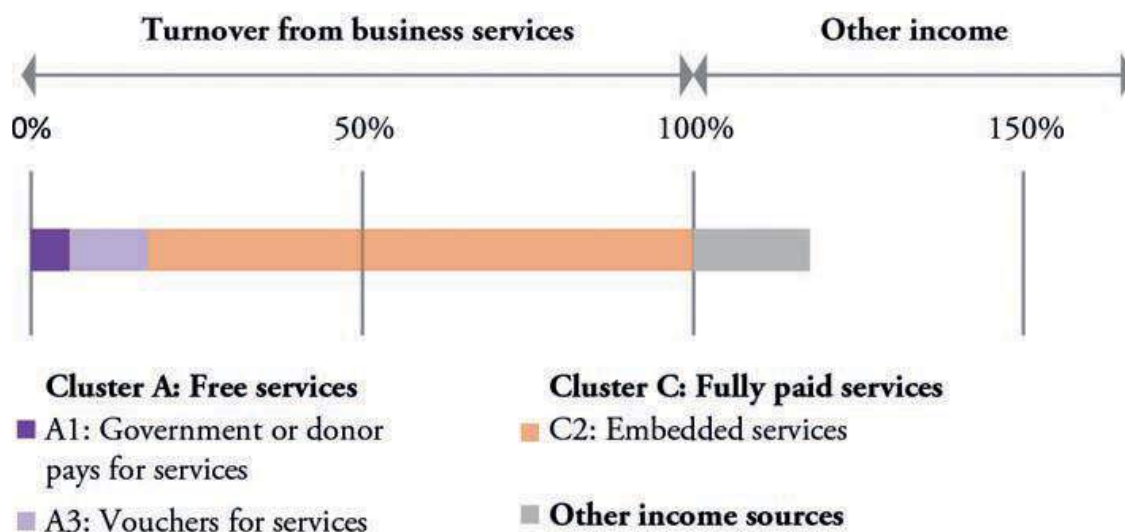 Turnover from business services
Other income
0%
50%
100%
150%
Cluster A: Free services
A1: Government or donor
pays for services
A3: Vouchers for services
Cluster C: Fully paid services
C2: Embedded services
Other income sources